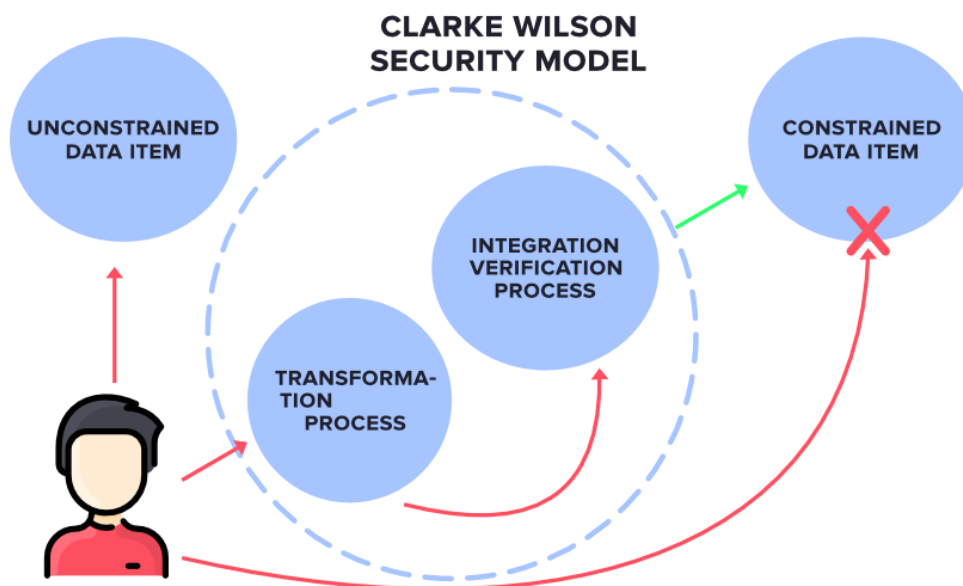 CLARKE WILSON
SECURITY MODEL
UNCONSTRAINED
DATA ITEM
CONSTRAINED
DATA ITEM
INTEGRATION
VERIFICATION
PROCESS
TRANSFORMA-
TION
PROCESS